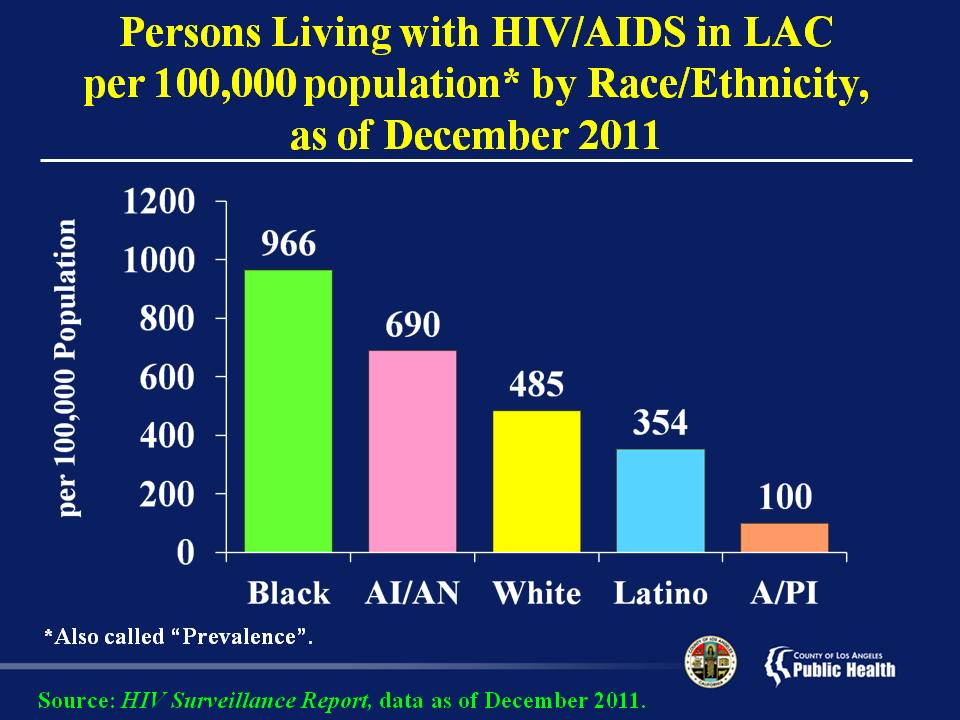 Persons Living with HIV/AIDS in LAC
per 100,000 population* by Race/Ethnicity,
as of December 2011
per 100,000 Population
1200
1000
800
600
400
200
0
966
690
485
354
100
Black AI/AN White Latino A/PI
*Also called “Prevalence”.
COUNTY OF LOS ANGELES
Public Health
Source: HIV Surveillance Report, data as of December 2011.